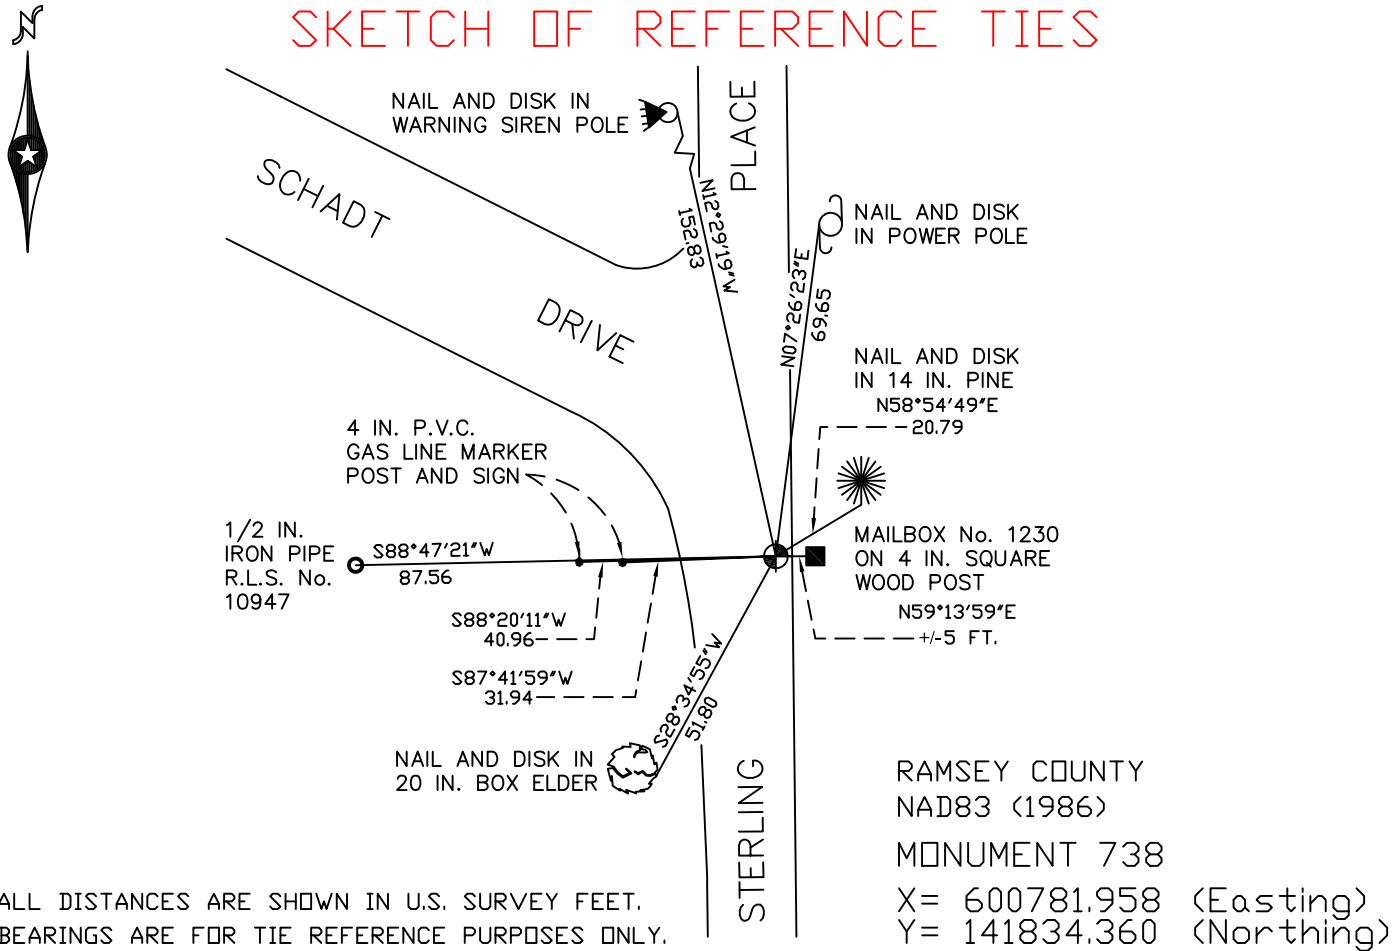 N
SKETCH OF REFERENCE TIES
NAIL AND DISK IN
WARNING SIREN POLE
PLACE
SCHADT
DRIVE
N12°29'19"W
152.83
NAIL AND DISK
IN POWER POLE
N07°26'23"E
69.65
NAIL AND DISK
IN 14 IN. PINE
N58°54'49"E
20.79
4 IN. P.V.C.
GAS LINE MARKER
POST AND SIGN
1/2 IN.
IRON PIPE
R.L.S. No.
10947
S88°47'21"W
87.56
MAILBOX No. 1230
ON 4 IN. SQUARE
WOOD POST
N59°13'59"E
+/-5 FT.
S88°20'11"W
40.96
S87°41'59"W
31.94
S28°34'55"W
51.80
NAIL AND DISK IN
20 IN. BOX ELDER
STERLING
RAMSEY COUNTY
NAD83 (1986)
MONUMENT 738
X= 600781.958 (Easting)
Y= 141834.360 (Northing)
ALL DISTANCES ARE SHOWN IN U.S. SURVEY FEET.
BEARINGS ARE FOR TIE REFERENCE PURPOSES ONLY.